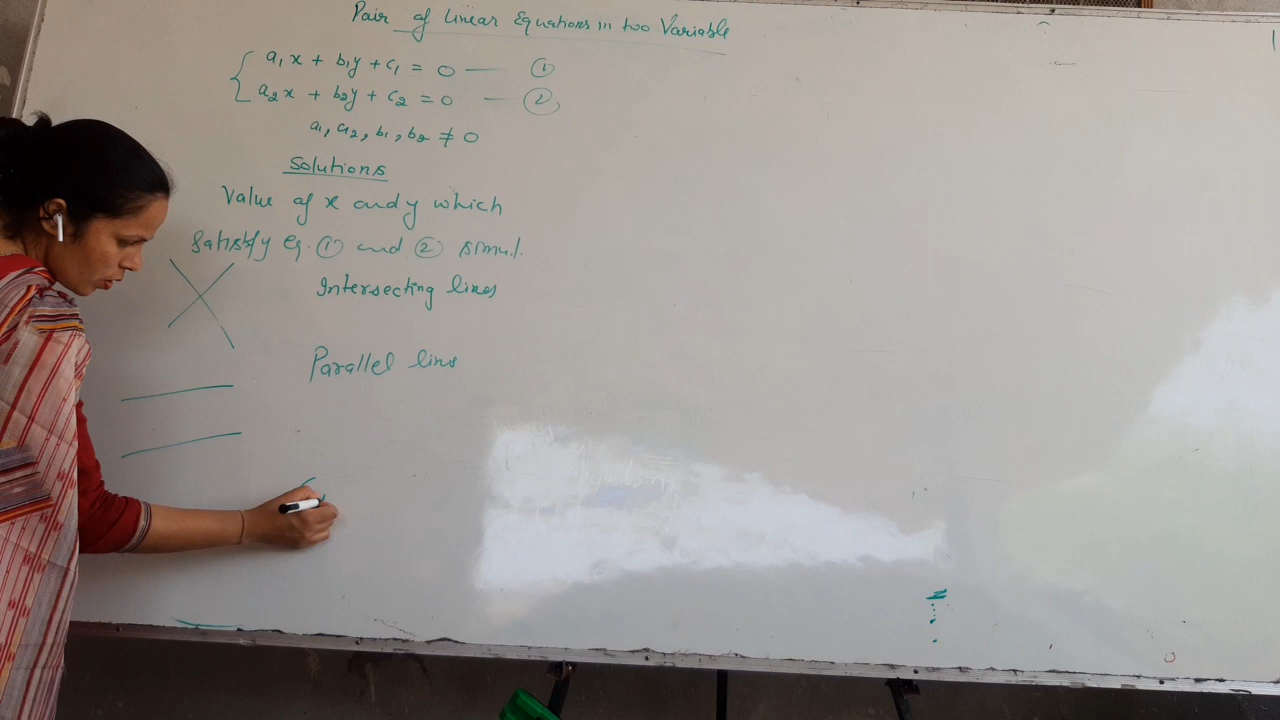 Pair of Linear Equations in two Variable
a₁x + b₁y + c₁ = 0 — ①
a₂x + b₂y + c₂ = 0 — ②
a₁, a₂, b₁, b₂ ≠ 0
Solutions
Value of x and y which
Satisfy eq. ① and ② simul.
Intersecting lines
Parallel lins